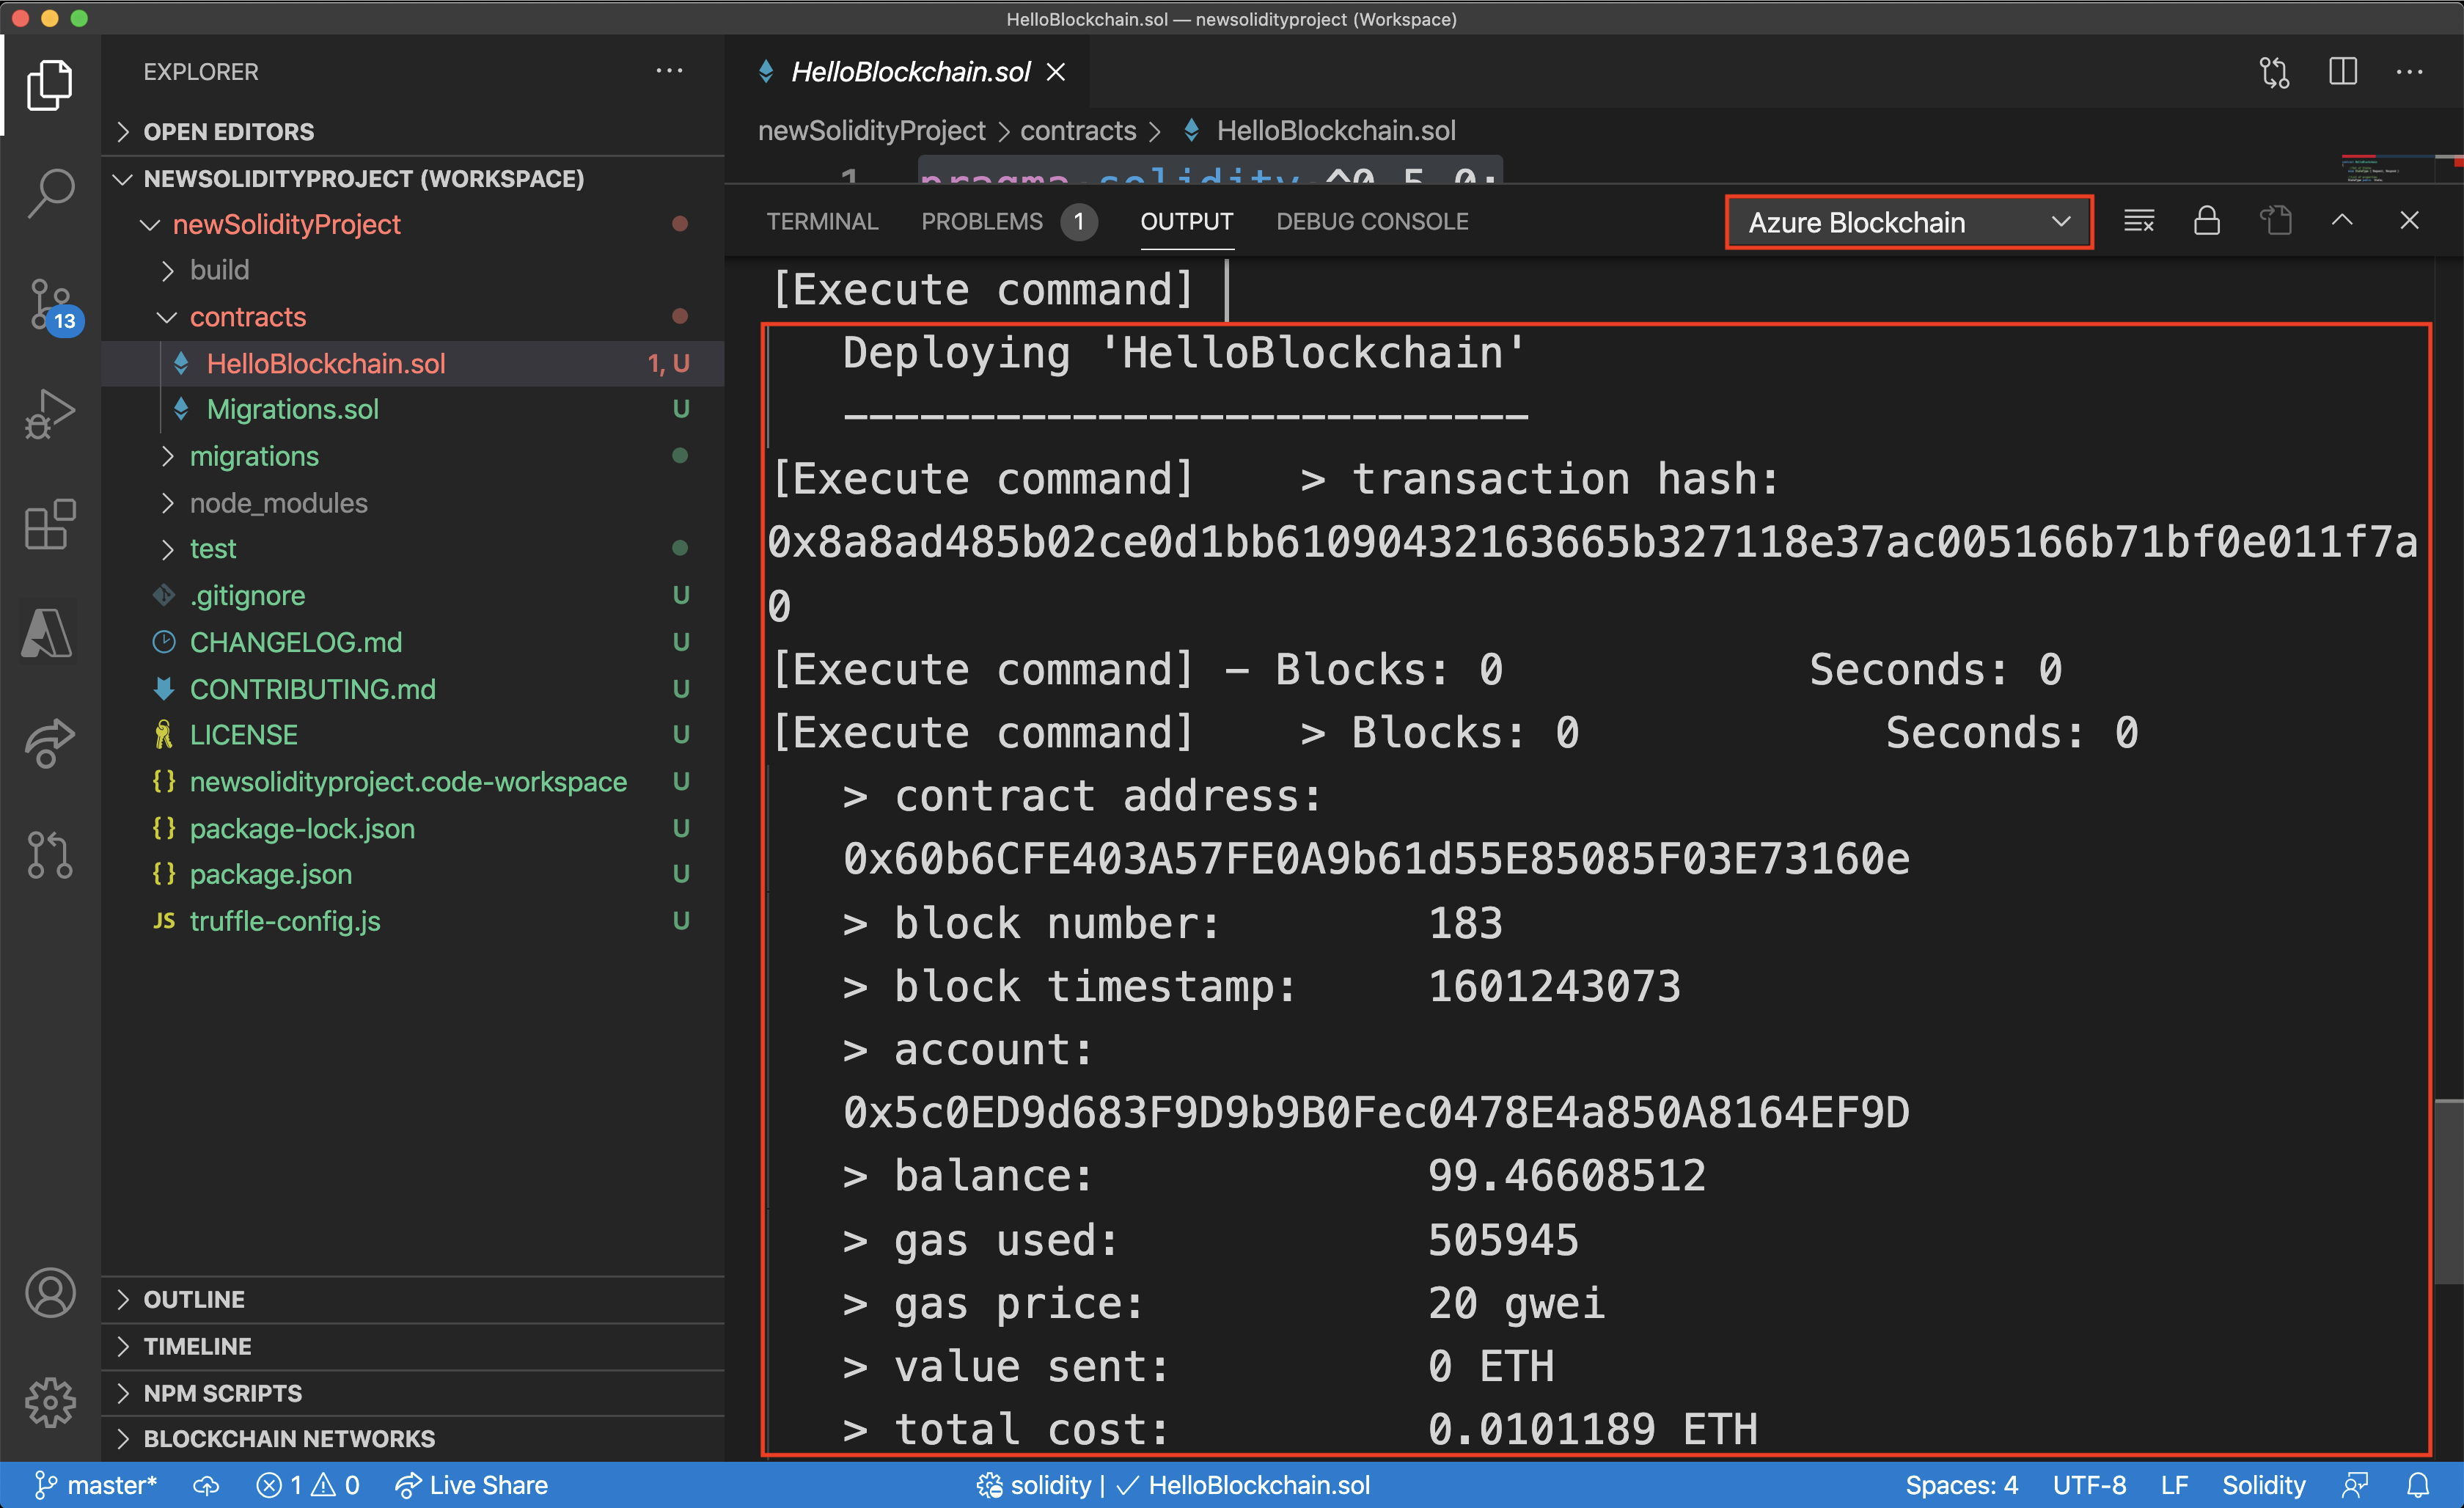 HelloBlockchain.sol — newsolidityproject (Workspace)
EXPLORER
OPEN EDITORS
NEWSOLIDITYPROJECT (WORKSPACE)
newSolidityProject
build
contracts
HelloBlockchain.sol 1, U
Migrations.sol U
migrations
node_modules
test
.gitignore U
CHANGELOG.md U
CONTRIBUTING.md U
LICENSE U
newsolidityproject.code-workspace U
package-lock.json U
package.json U
JS truffle-config.js U
OUTLINE
TIMELINE
NPM SCRIPTS
BLOCKCHAIN NETWORKS
13
HelloBlockchain.sol
newSolidityProject > contracts > HelloBlockchain.sol
1 pragma solidity ^0.5.0;
TERMINAL PROBLEMS 1 OUTPUT DEBUG CONSOLE Azure Blockchain
[Execute command]
Deploying 'HelloBlockchain'
---------------------------
[Execute command] > transaction hash:
0x8a8ad485b02ce0d1bb61090432163665b327118e37ac005166b71bf0e011f7a
0
[Execute command] - Blocks: 0 Seconds: 0
[Execute command] > Blocks: 0 Seconds: 0
> contract address:
0x60b6CFE403A57FE0A9b61d55E85085F03E73160e
> block number: 183
> block timestamp: 1601243073
> account:
0x5c0ED9d683F9D9b9B0Fec0478E4a850A8164EF9D
> balance: 99.46608512
> gas used: 505945
> gas price: 20 gwei
> value sent: 0 ETH
> total cost: 0.0101189 ETH
master* 1 0 Live Share solidity | ✓ HelloBlockchain.sol Spaces: 4 UTF-8 LF Solidity